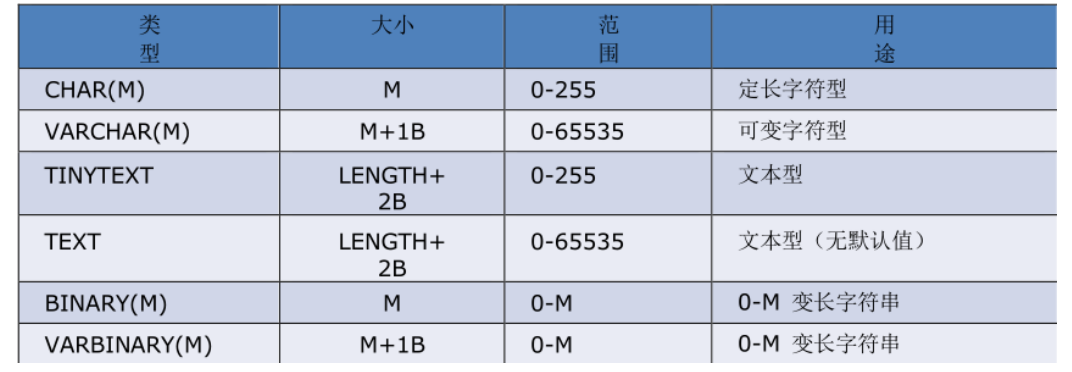 类型 大小 范围 用途
CHAR(M) M 0-255 定长字符型
VARCHAR(M) M+1B 0-65535 可变字符型
TINYTEXT LENGTH+2B 0-255 文本型
TEXT LENGTH+2B 0-65535 文本型（无默认值）
BINARY(M) M 0-M 0-M 变长字符串
VARBINARY(M) M+1B 0-M 0-M 变长字符串